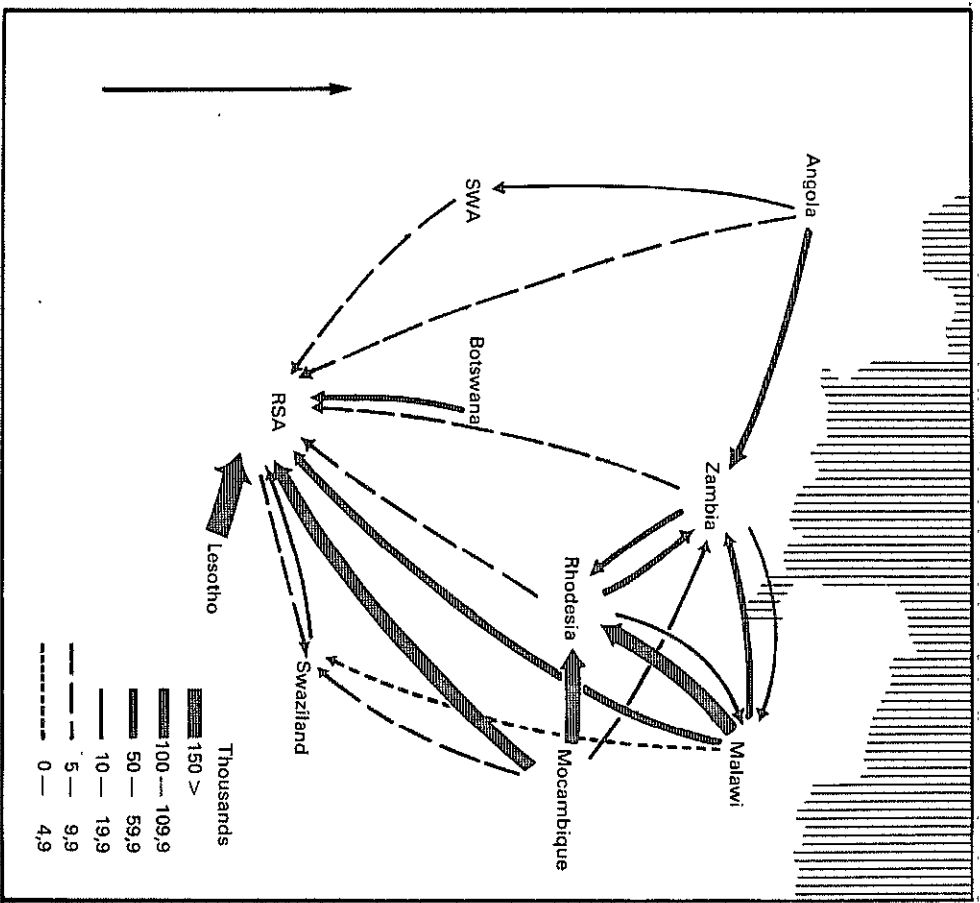 Angola
SWA
Botswana
RSA
Zambia
Rhodesia
Lesotho
Swaziland
Malawi
Mocambique
Thousands
150 >
100 — 109,9
50 — 59,9
10 — 19,9
5 — 9,9
0 — 4,9